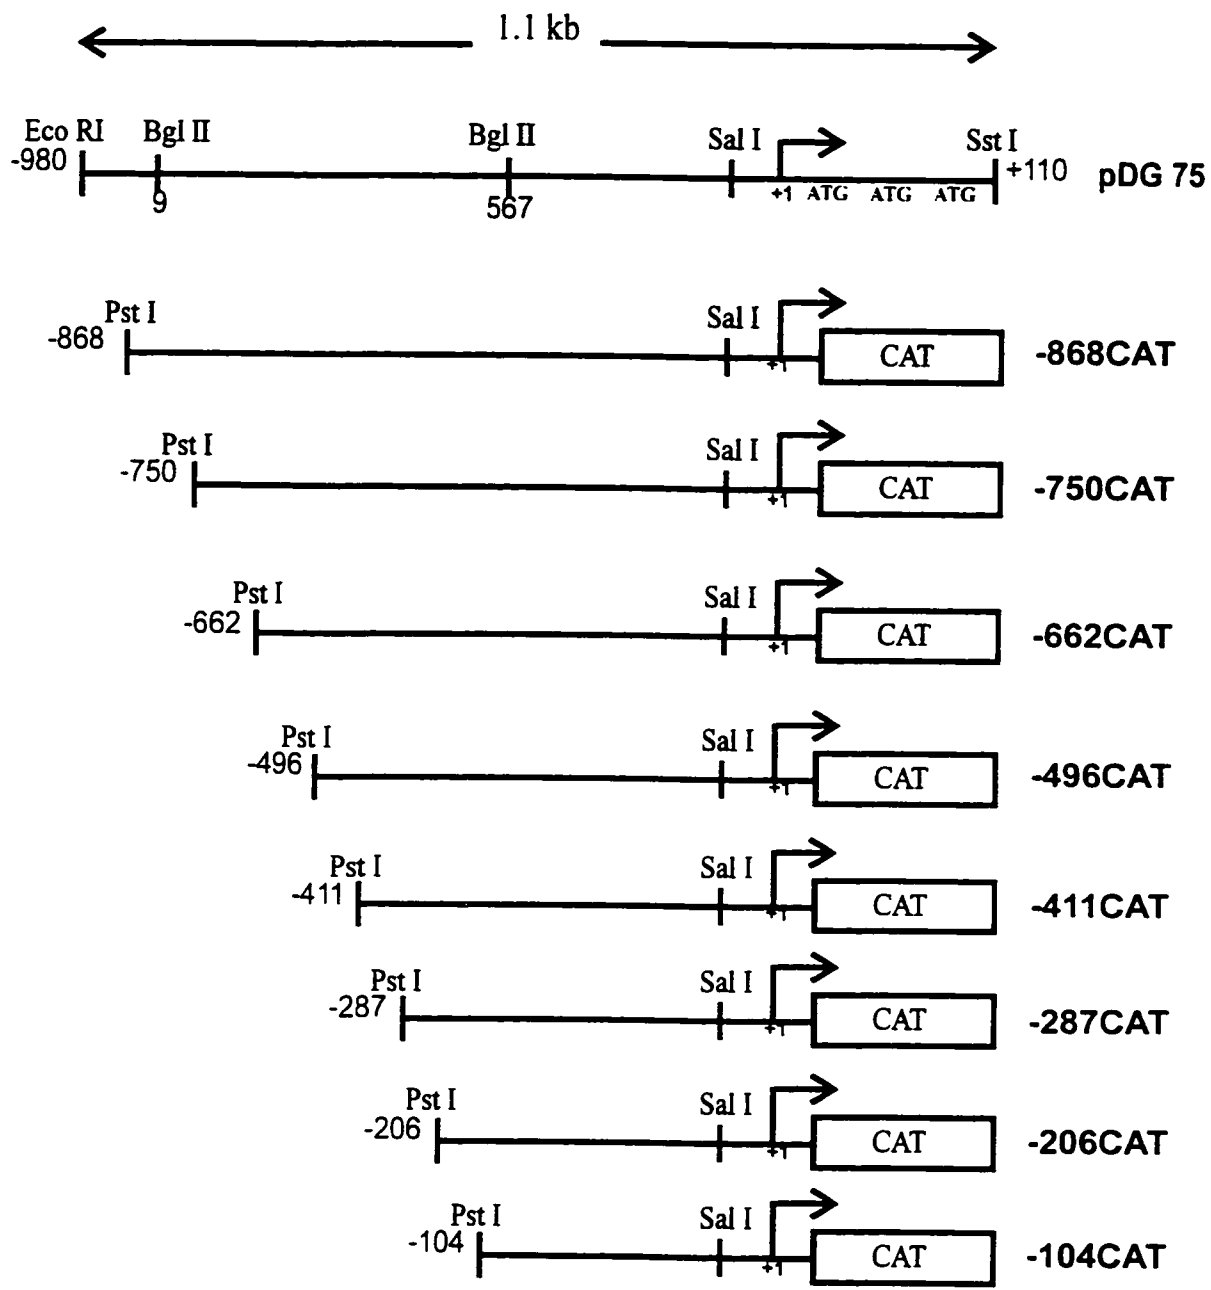 1.1 kb
Eco RI Bgl II Bgl II Sal I Sst I
-980 +110 pDG 75
9 567 +1 ATG ATG ATG
Pst I Sal I
-868 +1 CAT -868CAT
Pst I Sal I
-750 +1 CAT -750CAT
Pst I Sal I
-662 +1 CAT -662CAT
Pst I Sal I
-496 +1 CAT -496CAT
Pst I Sal I
-411 +1 CAT -411CAT
Pst I Sal I
-287 +1 CAT -287CAT
Pst I Sal I
-206 +1 CAT -206CAT
Pst I Sal I
-104 +1 CAT -104CAT